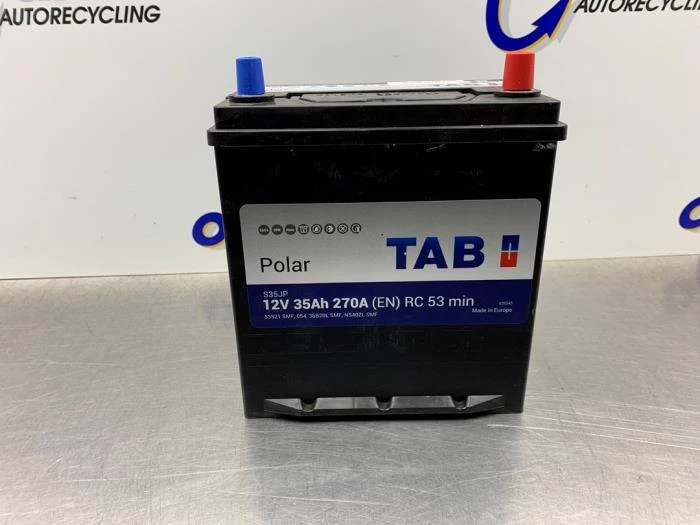 AUTORECYCLING
AUTORECYCLING
Polar
TAB
S35JP
12V 35Ah 270A (EN) RC 53 min
53521 SMF, 054, 36B20L SMF, NS40ZL SMF
Made in Europe